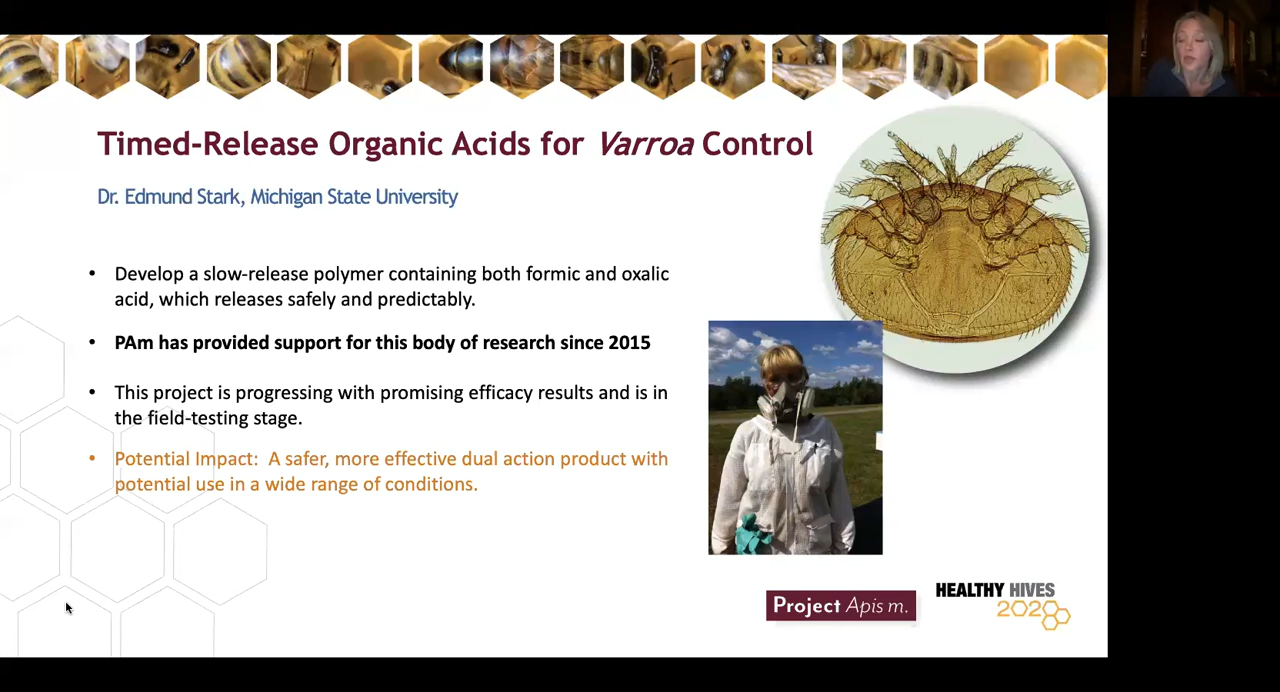 Timed-Release Organic Acids for Varroa Control
Dr. Edmund Stark, Michigan State University
• Develop a slow-release polymer containing both formic and oxalic
acid, which releases safely and predictably.
• PAm has provided support for this body of research since 2015
• This project is progressing with promising efficacy results and is in
the field-testing stage.
• Potential Impact: A safer, more effective dual action product with
potential use in a wide range of conditions.
Project Apis m.
HEALTHY HIVES
2020